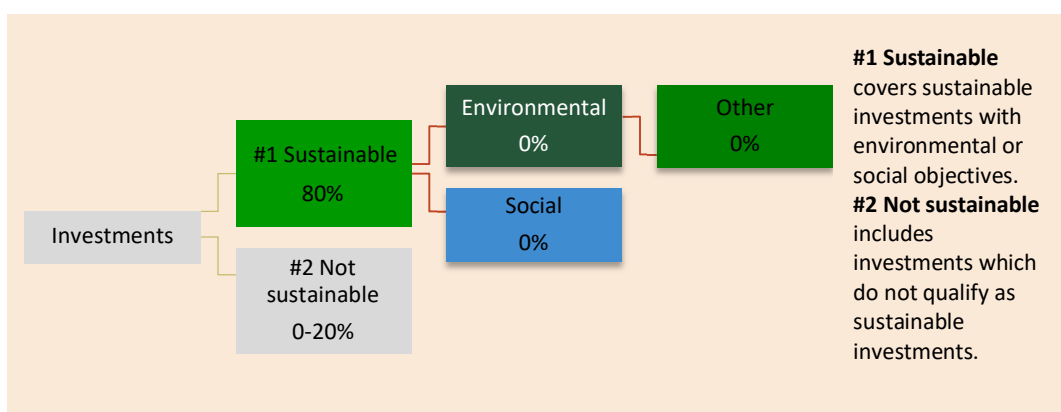 Investments
#1 Sustainable
80%
#2 Not
sustainable
0-20%
Environmental
0%
Social
0%
Other
0%
#1 Sustainable
covers sustainable
investments with
environmental or
social objectives.
#2 Not sustainable
includes
investments which
do not qualify as
sustainable
investments.